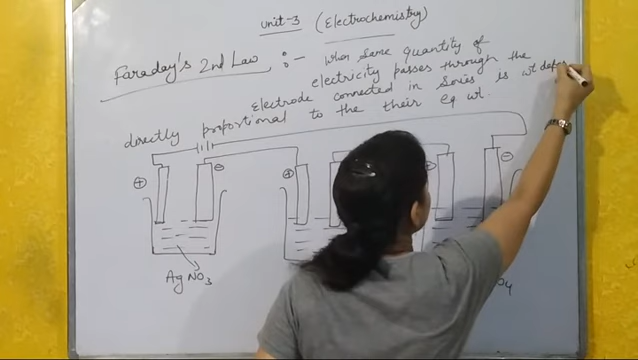 unit-3 (Electrochemistry)
Faraday's 2nd Law :- When same quantity of
electricity passes through the
Electrode connected in Series is wt depo
directly proportional to the their eq wt.
+ - + + -
AgNO3 O4